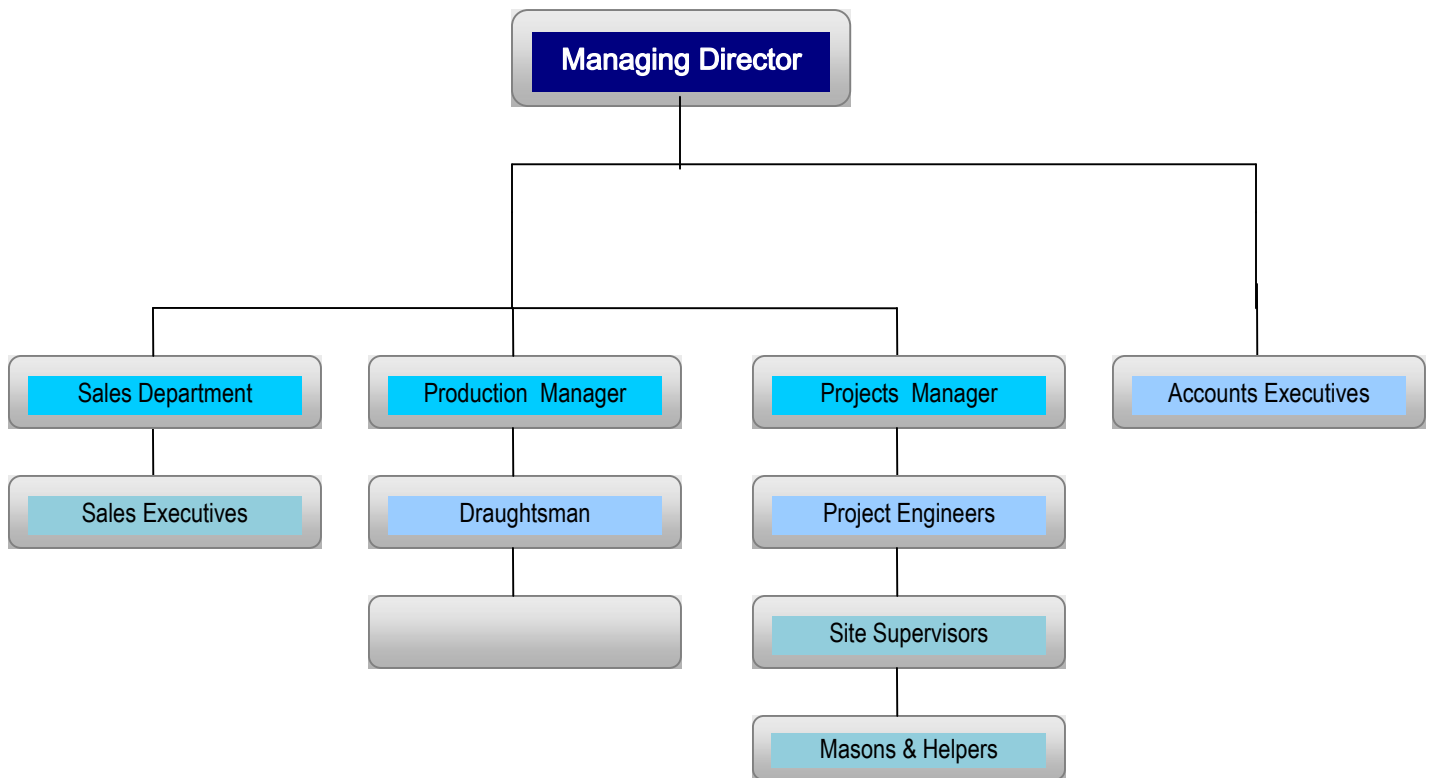 Managing Director
Sales Department
Production  Manager
Projects  Manager
Accounts Executives
Sales Executives
Draughtsman
Project Engineers
Site Supervisors
Masons & Helpers